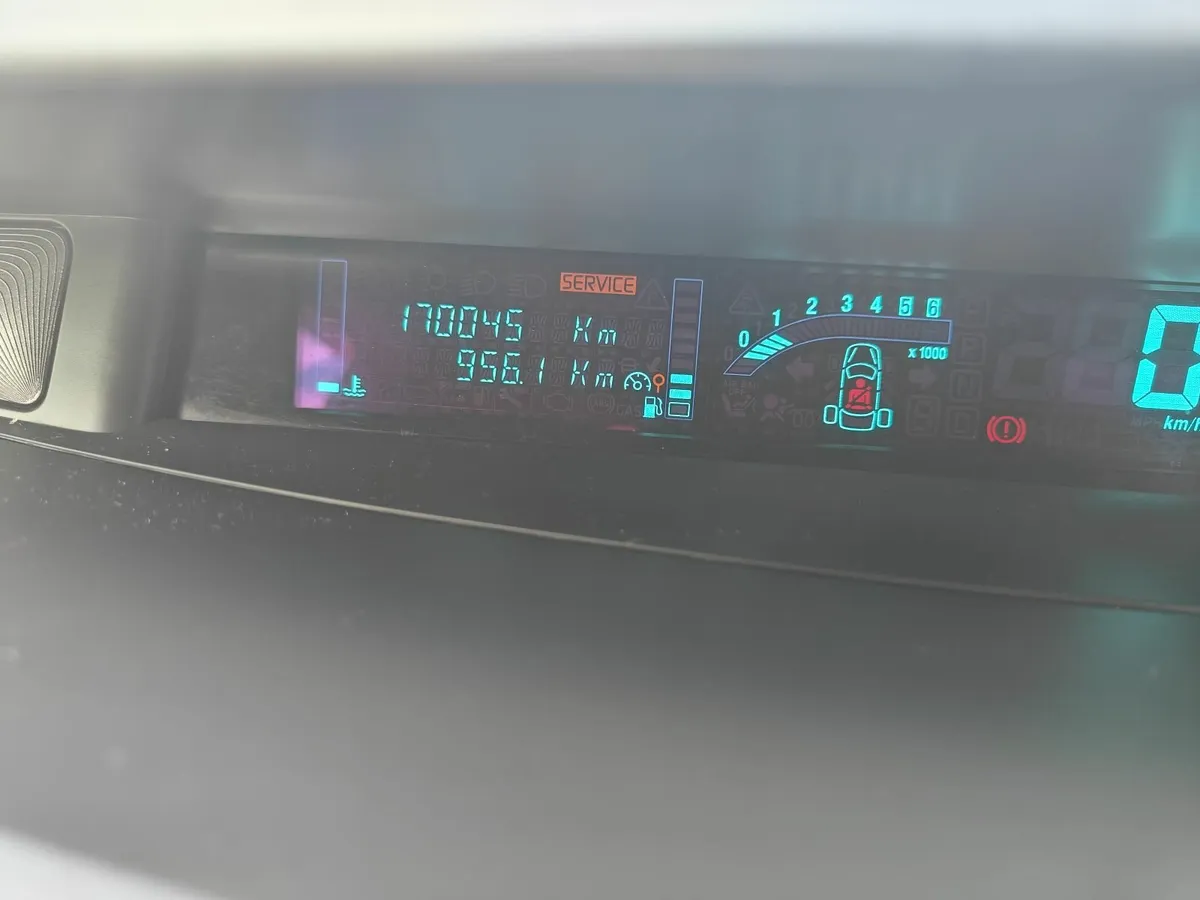 SERVICE
170045 Km
956.1 Km
0 1 2 3 4 5 6
x 1000
0
km/h